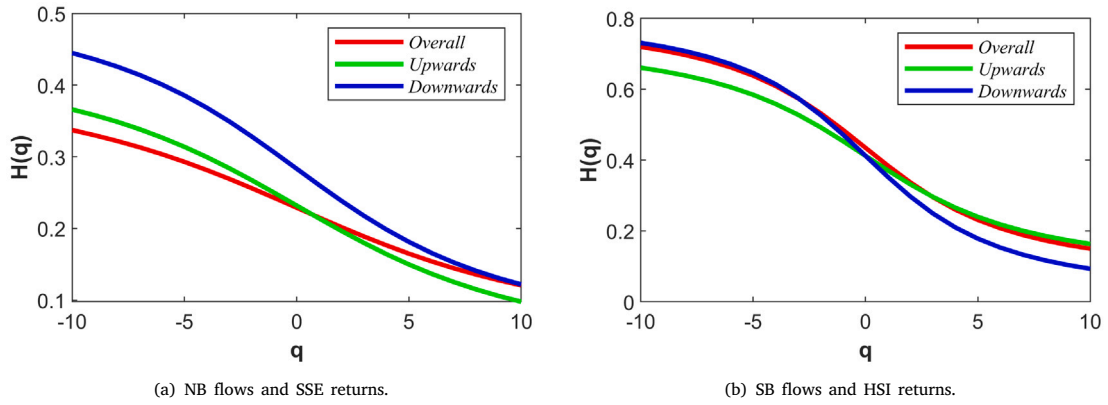 0.5
0.4
0.3
0.2
0.1
H(q)
Overall
Upwards
Downwards
-10 -5 0 5 10
q
(a) NB flows and SSE returns.
0.8
0.6
0.4
0.2
0
H(q)
Overall
Upwards
Downwards
-10 -5 0 5 10
q
(b) SB flows and HSI returns.